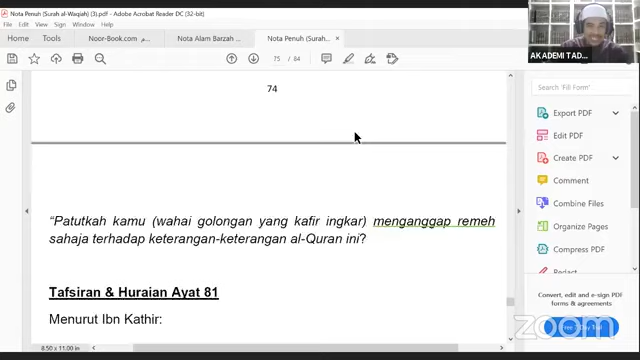 Nota Penuh (Surah al-Waqiah) (3).pdf - Adobe Acrobat Reader DC (32-bit)
File Edit View Sign Window Help
Home Tools Noor-Book.com م... Nota Alam Barzah ... Nota Penuh (Surah... ×
75 / 84
AKADEMI TAD...
74
Search 'Fill Form'
Export PDF
Edit PDF
Create PDF
Comment
Combine Files
Organize Pages
Compress PDF
Redact
"Patutkah kamu (wahai golongan yang kafir ingkar) menganggap remeh
sahaja terhadap keterangan-keterangan al-Quran ini?
Tafsiran & Huraian Ayat 81
Menurut Ibn Kathir:
Convert, edit and e-sign PDF
forms & agreements
Free 7-Day Trial
zoom
8.50 x 11.00 in